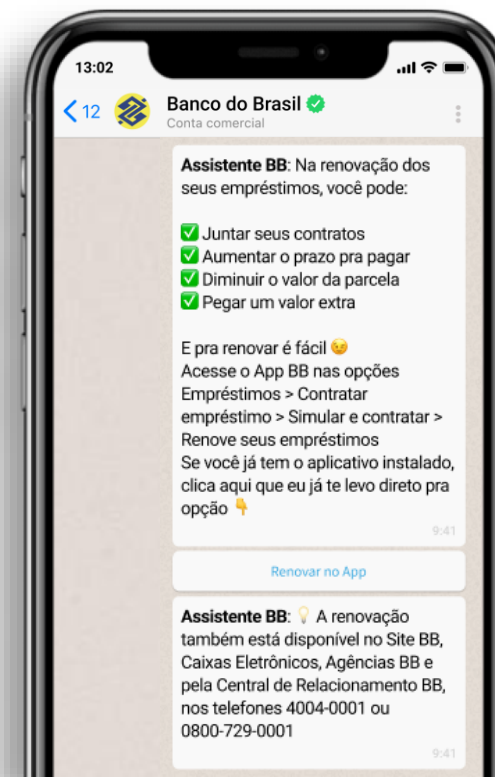 13:02
12
Banco do Brasil
Conta comercial
Assistente BB: Na renovação dos
seus empréstimos, você pode:
✅ Juntar seus contratos
✅ Aumentar o prazo pra pagar
✅ Diminuir o valor da parcela
✅ Pegar um valor extra
E pra renovar é fácil 😉
Acesse o App BB nas opções
Empréstimos > Contratar
empréstimo > Simular e contratar >
Renove seus empréstimos
Se você já tem o aplicativo instalado,
clica aqui que eu já te levo direto pra
opção 👇
9:41
Renovar no App
Assistente BB: 💡 A renovação
também está disponível no Site BB,
Caixas Eletrônicos, Agências BB e
pela Central de Relacionamento BB,
nos telefones 4004-0001 ou
0800-729-0001
9:41